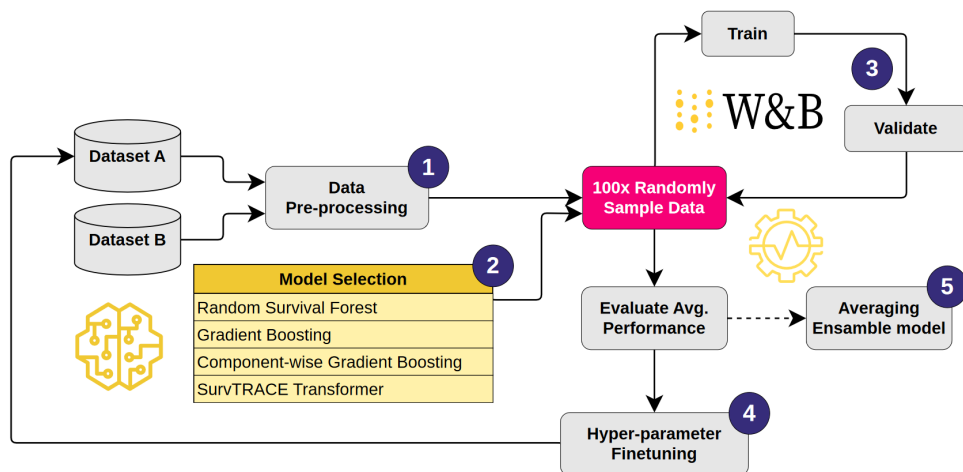 Train
3
W&B
Validate
Dataset A
1
Data
Pre-processing
100x Randomly
Sample Data
Dataset B
2
Model Selection
Random Survival Forest
Gradient Boosting
Component-wise Gradient Boosting
SurvTRACE Transformer
Evaluate Avg.
Performance
5
Averaging
Ensamble model
4
Hyper-parameter
Finetuning